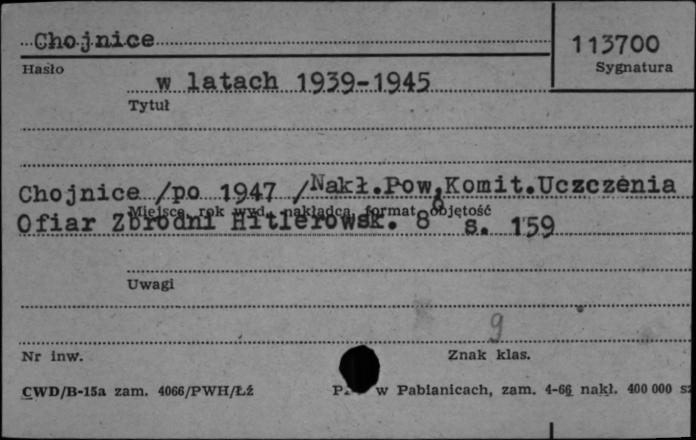 Chojnice
113700
Hasło
Sygnatura
w latach 1939-1945
Tytuł
Chojnice /po 1947 /Nakł.Pow.Komit.Uczczenia
Miejsce, rok wyd., nakładca, format, objętość
Ofiar Zbrodni Hitlerowsk. 8° s. 159
Uwagi
9
Nr inw.
Znak klas.
CWD/B-15a zam. 4066/PWH/Łź
w Pabianicach, zam. 4-66 nakł. 400 000